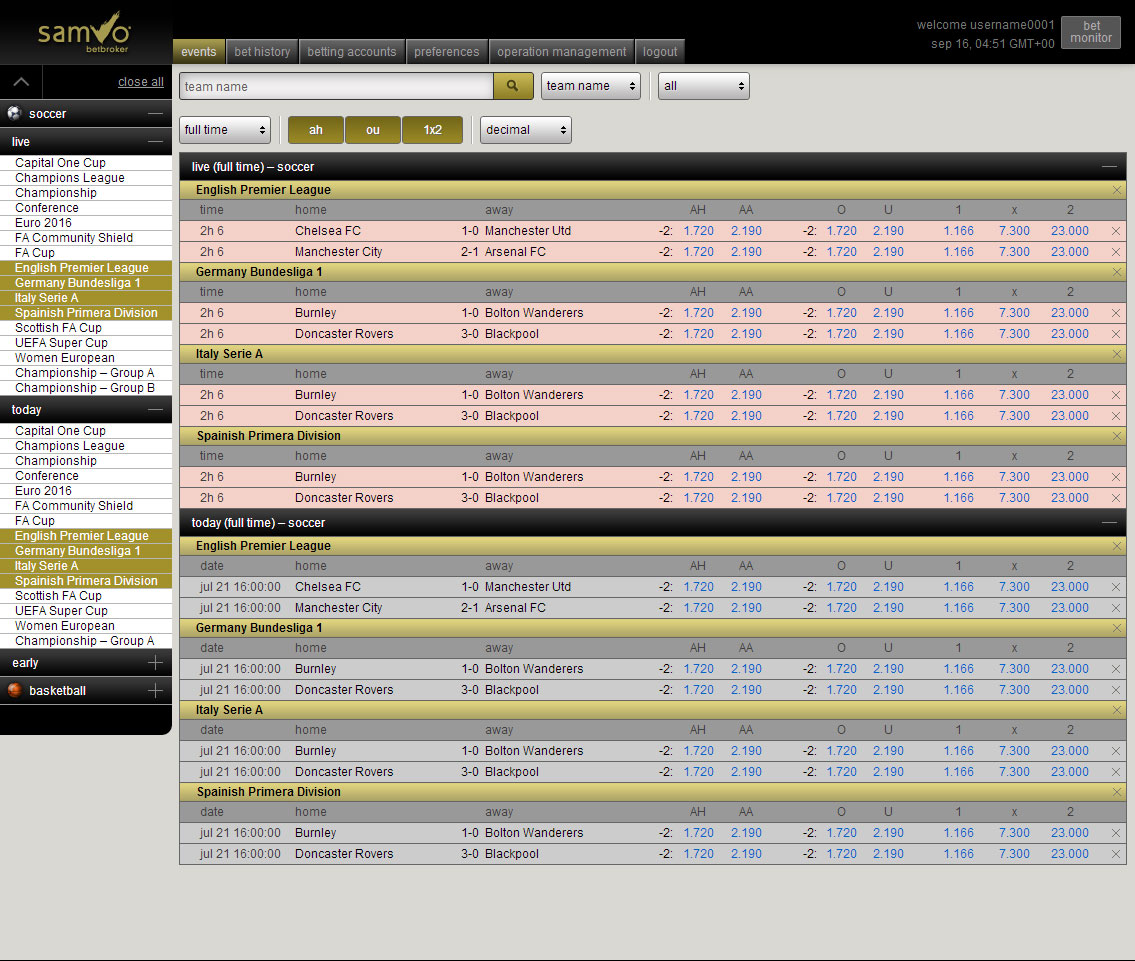 samvo
betbroker
welcome username0001
sep 16, 04:51 GMT+00
bet monitor
events bet history betting accounts preferences operation management logout
close all
soccer
live
Capital One Cup
Champions League
Championship
Conference
Euro 2016
FA Community Shield
FA Cup
English Premier League
Germany Bundesliga 1
Italy Serie A
Spainish Primera Division
Scottish FA Cup
UEFA Super Cup
Women European
Championship – Group A
Championship – Group B
today
Capital One Cup
Champions League
Championship
Conference
Euro 2016
FA Community Shield
FA Cup
English Premier League
Germany Bundesliga 1
Italy Serie A
Spainish Primera Division
Scottish FA Cup
UEFA Super Cup
Women European
Championship – Group A
early
basketball
team name team name all
full time ah ou 1x2 decimal
live (full time) – soccer
English Premier League
time home away AH AA O U 1 x 2
2h 6 Chelsea FC 1-0 Manchester Utd -2: 1.720 2.190 -2: 1.720 2.190 1.166 7.300 23.000
2h 6 Manchester City 2-1 Arsenal FC -2: 1.720 2.190 -2: 1.720 2.190 1.166 7.300 23.000
Germany Bundesliga 1
time home away AH AA O U 1 x 2
2h 6 Burnley 1-0 Bolton Wanderers -2: 1.720 2.190 -2: 1.720 2.190 1.166 7.300 23.000
2h 6 Doncaster Rovers 3-0 Blackpool -2: 1.720 2.190 -2: 1.720 2.190 1.166 7.300 23.000
Italy Serie A
time home away AH AA O U 1 x 2
2h 6 Burnley 1-0 Bolton Wanderers -2: 1.720 2.190 -2: 1.720 2.190 1.166 7.300 23.000
2h 6 Doncaster Rovers 3-0 Blackpool -2: 1.720 2.190 -2: 1.720 2.190 1.166 7.300 23.000
Spainish Primera Division
time home away AH AA O U 1 x 2
2h 6 Burnley 1-0 Bolton Wanderers -2: 1.720 2.190 -2: 1.720 2.190 1.166 7.300 23.000
2h 6 Doncaster Rovers 3-0 Blackpool -2: 1.720 2.190 -2: 1.720 2.190 1.166 7.300 23.000
today (full time) – soccer
English Premier League
date home away AH AA O U 1 x 2
jul 21 16:00:00 Chelsea FC 1-0 Manchester Utd -2: 1.720 2.190 -2: 1.720 2.190 1.166 7.300 23.000
jul 21 16:00:00 Manchester City 2-1 Arsenal FC -2: 1.720 2.190 -2: 1.720 2.190 1.166 7.300 23.000
Germany Bundesliga 1
date home away AH AA O U 1 x 2
jul 21 16:00:00 Burnley 1-0 Bolton Wanderers -2: 1.720 2.190 -2: 1.720 2.190 1.166 7.300 23.000
jul 21 16:00:00 Doncaster Rovers 3-0 Blackpool -2: 1.720 2.190 -2: 1.720 2.190 1.166 7.300 23.000
Italy Serie A
date home away AH AA O U 1 x 2
jul 21 16:00:00 Burnley 1-0 Bolton Wanderers -2: 1.720 2.190 -2: 1.720 2.190 1.166 7.300 23.000
jul 21 16:00:00 Doncaster Rovers 3-0 Blackpool -2: 1.720 2.190 -2: 1.720 2.190 1.166 7.300 23.000
Spainish Primera Division
date home away AH AA O U 1 x 2
jul 21 16:00:00 Burnley 1-0 Bolton Wanderers -2: 1.720 2.190 -2: 1.720 2.190 1.166 7.300 23.000
jul 21 16:00:00 Doncaster Rovers 3-0 Blackpool -2: 1.720 2.190 -2: 1.720 2.190 1.166 7.300 23.000